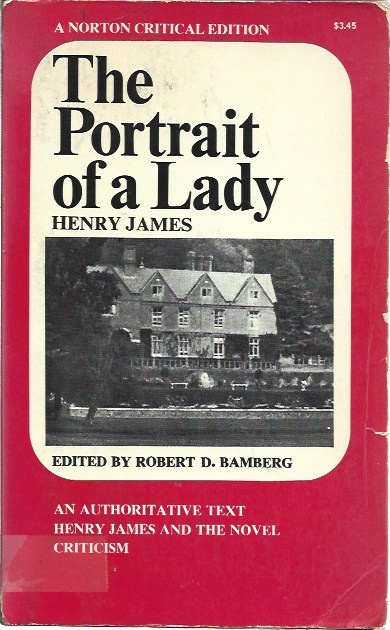 A NORTON CRITICAL EDITION $3.45
The
Portrait
of a Lady
HENRY JAMES
EDITED BY ROBERT D. BAMBERG
AN AUTHORITATIVE TEXT
HENRY JAMES AND THE NOVEL
CRITICISM